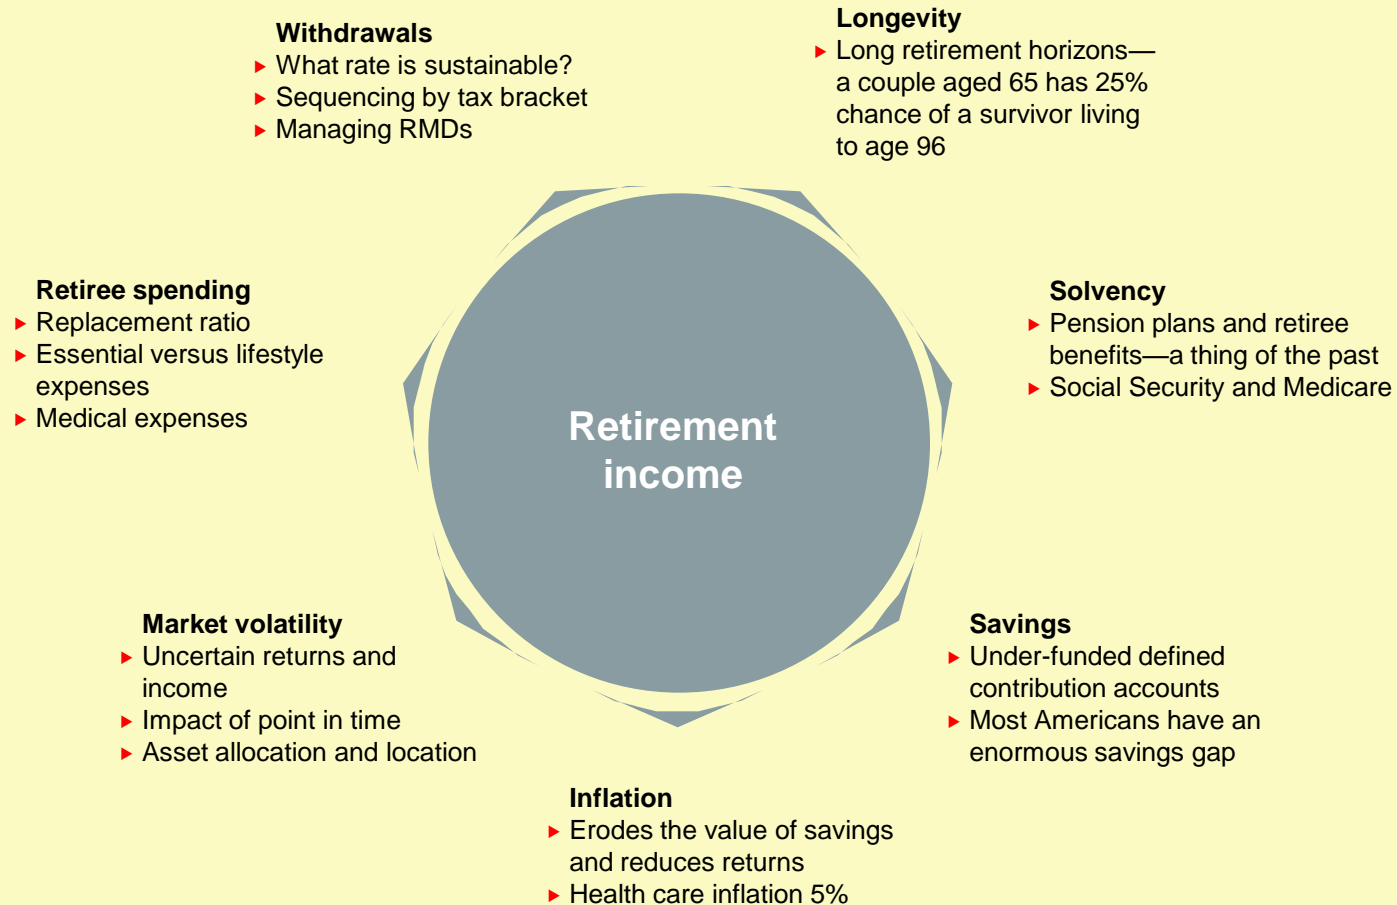 Withdrawals
► What rate is sustainable?
► Sequencing by tax bracket
► Managing RMDs
Longevity
► Long retirement horizons—
a couple aged 65 has 25%
chance of a survivor living
to age 96
Retiree spending
► Replacement ratio
► Essential versus lifestyle
expenses
► Medical expenses
Solvency
► Pension plans and retiree
benefits—a thing of the past
► Social Security and Medicare
Retirement
income
Market volatility
► Uncertain returns and
income
► Impact of point in time
► Asset allocation and location
Savings
► Under-funded defined
contribution accounts
► Most Americans have an
enormous savings gap
Inflation
► Erodes the value of savings
and reduces returns
► Health care inflation 5%